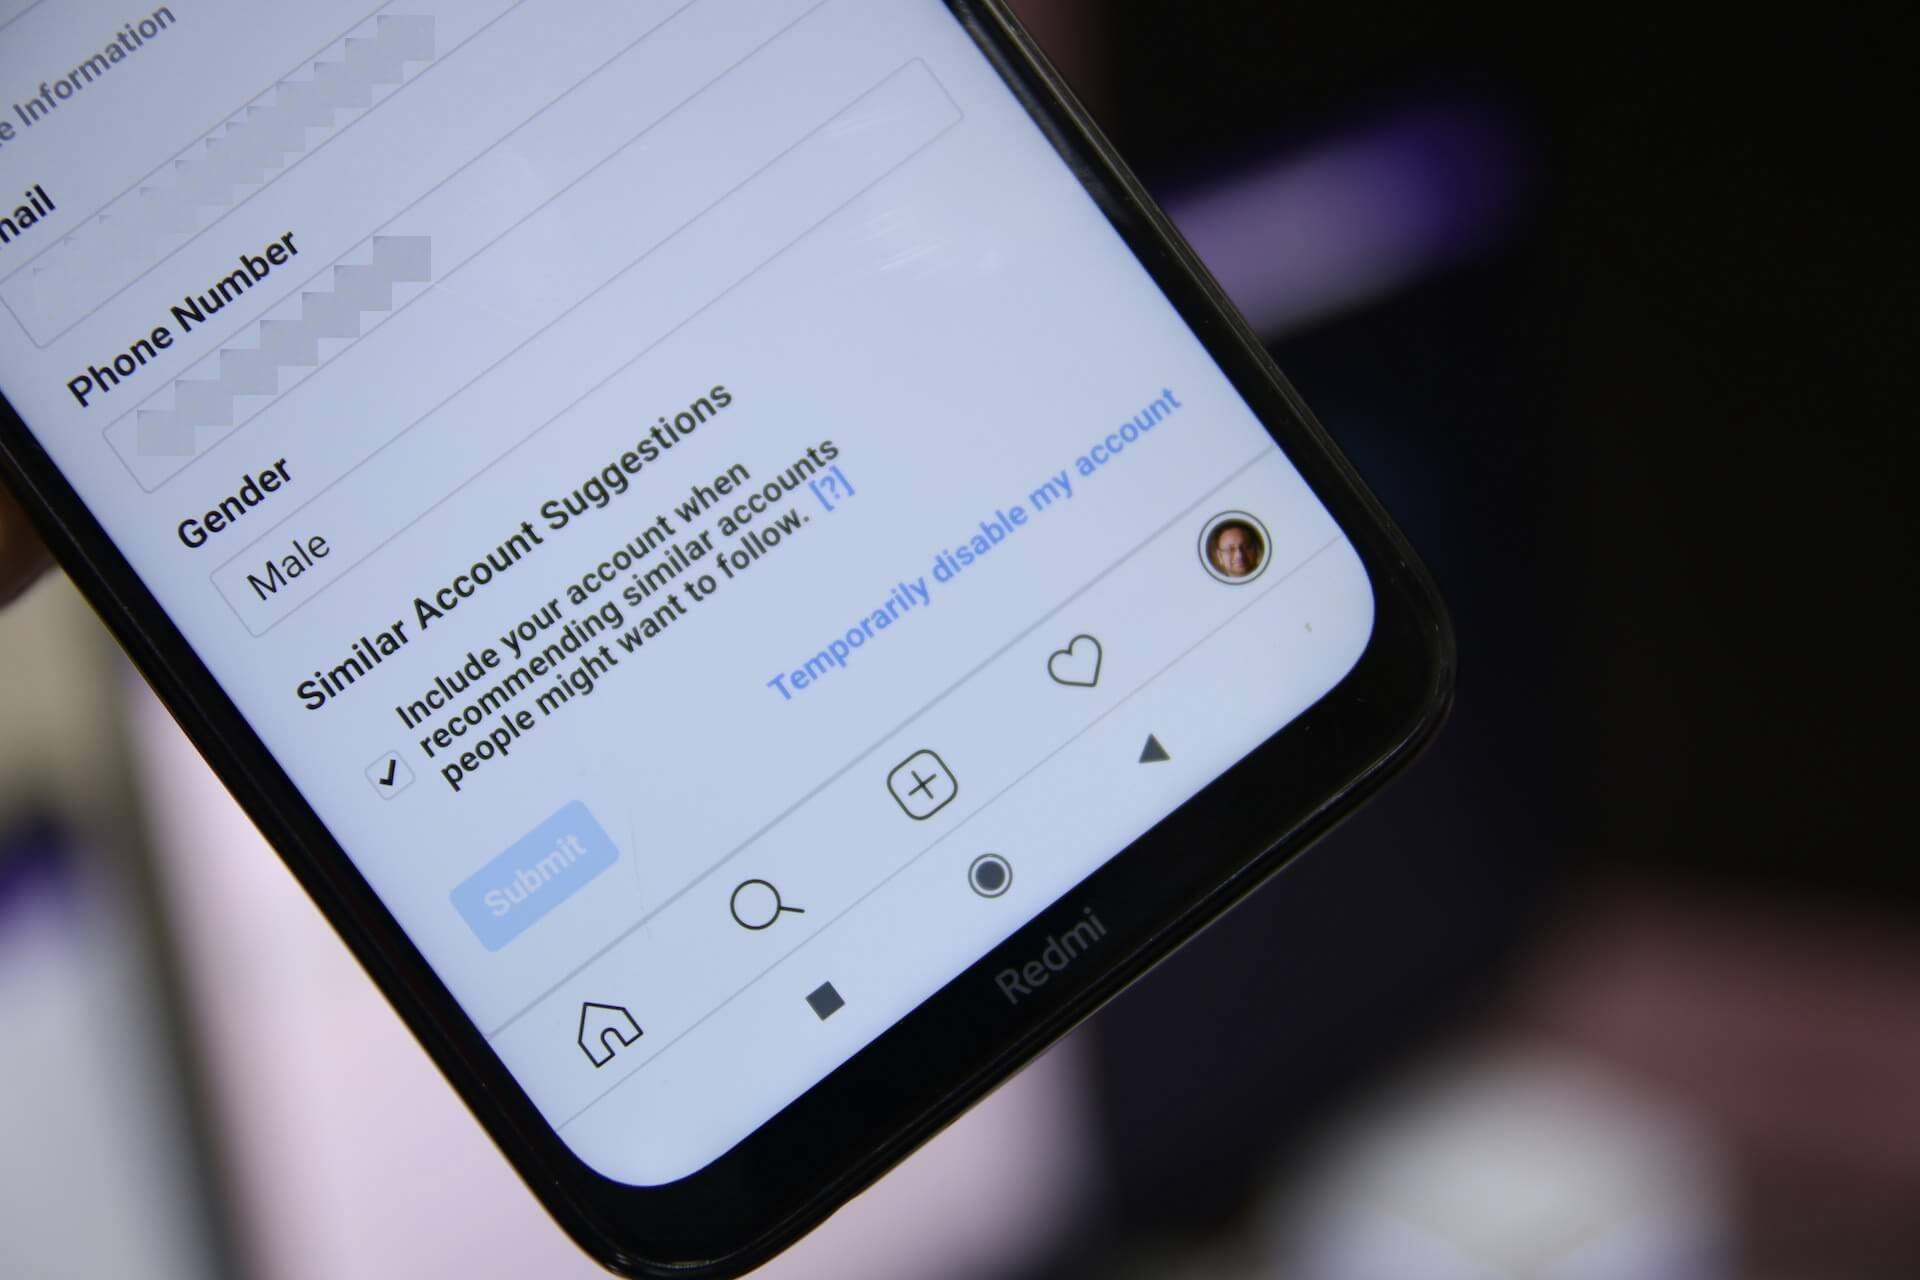 e Information
mail
Phone Number
Gender
Male
Similar Account Suggestions
Include your account when
recommending similar accounts
people might want to follow. [?]
Temporarily disable my account
Submit
Redmi